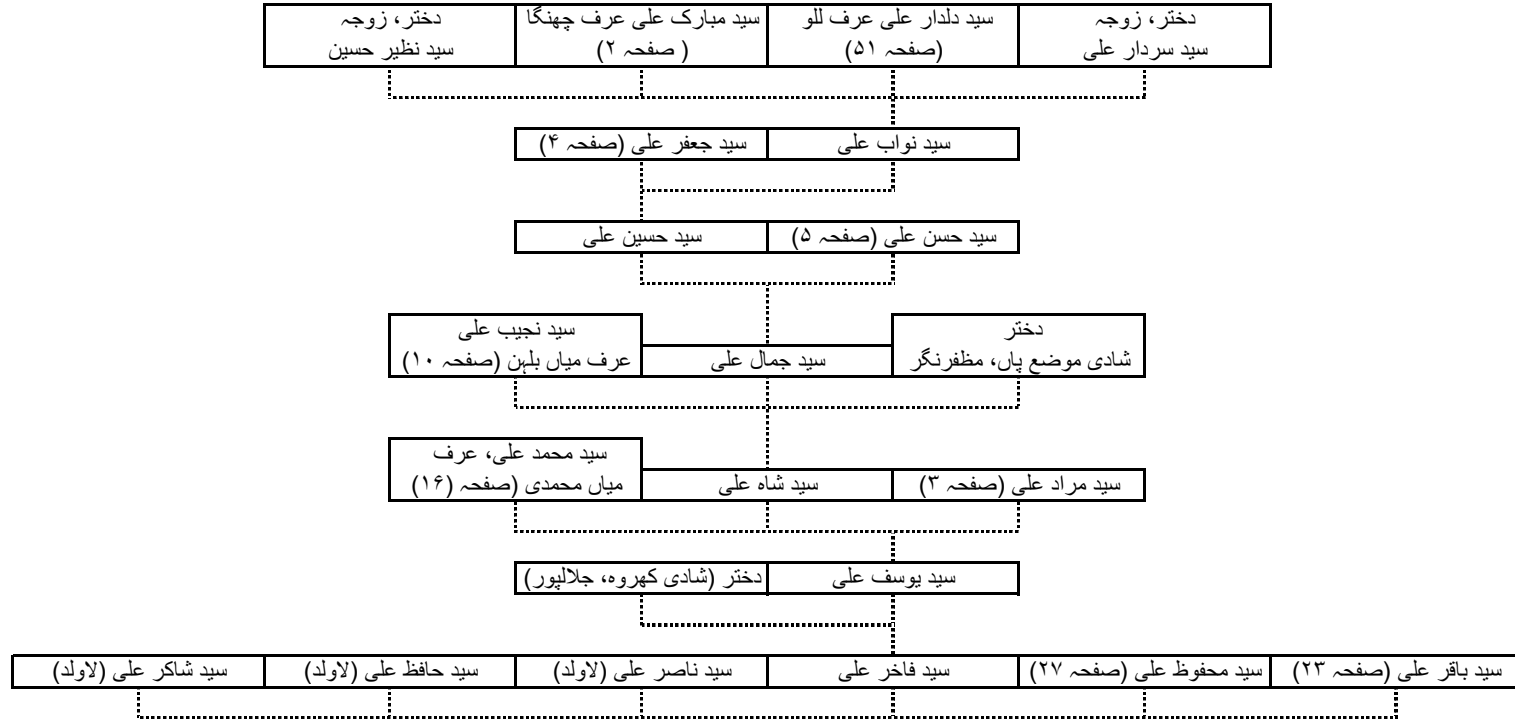 دختر، زوجہ
سید سردار علی
سید دلدار علی عرف للو
(صفحہ ۵۱)
سید مبارک علی عرف چھنگا
( صفحہ ۲)
دختر، زوجہ
سید نظیر حسین
سید نواب علی
سید جعفر علی (صفحہ ۴)
سید حسن علی (صفحہ ۵)
سید حسین علی
دختر
شادی موضع پاں، مظفرنگر
سید جمال علی
سید نجیب علی
عرف میاں بلہن (صفحہ ۱۰)
سید مراد علی (صفحہ ۳)
سید شاہ علی
سید محمد علی، عرف
میاں محمدی (صفحہ (۱۶)
سید یوسف علی
دختر (شادی کھروہ، جلالپور)
سید باقر علی (صفحہ ۲۳)
سید محفوظ علی (صفحہ ۲۷)
سید فاخر علی
سید ناصر علی (لاولد)
سید حافظ علی (لاولد)
سید شاکر علی (لاولد)